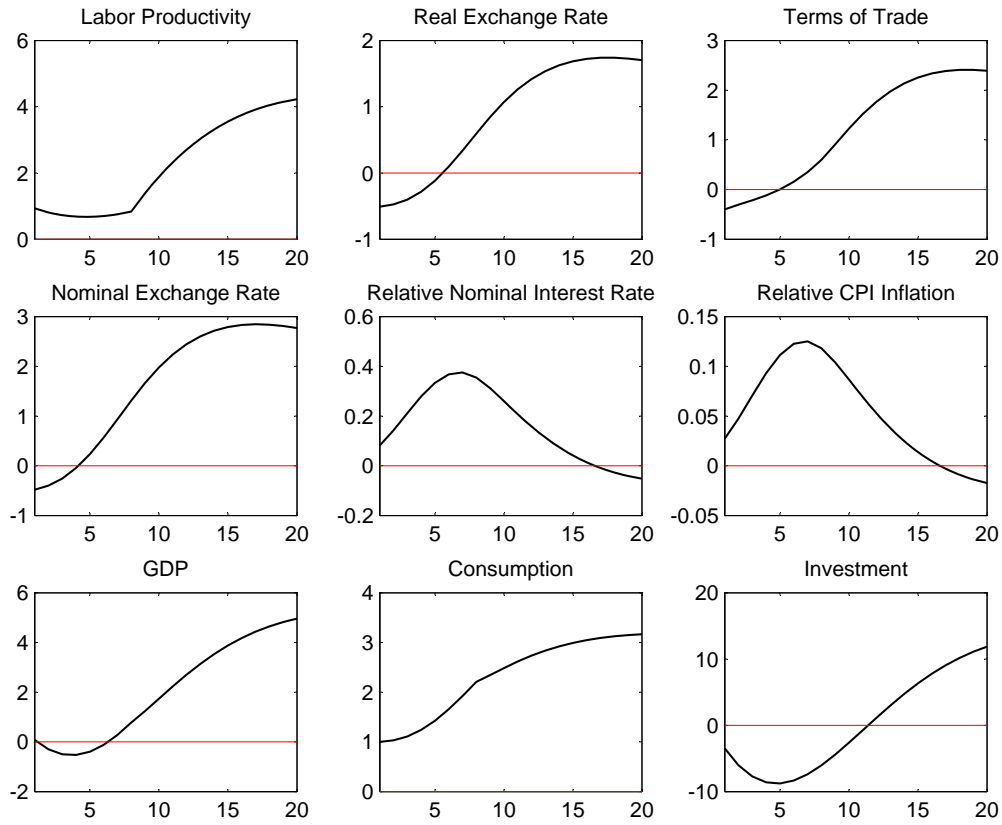 Labor Productivity
6
4
2
0
5 10 15 20
Real Exchange Rate
2
1
0
-1
5 10 15 20
Terms of Trade
3
2
1
0
-1
5 10 15 20
Nominal Exchange Rate
3
2
1
0
-1
5 10 15 20
Relative Nominal Interest Rate
0.6
0.4
0.2
0
-0.2
5 10 15 20
Relative CPI Inflation
0.15
0.1
0.05
0
-0.05
5 10 15 20
GDP
6
4
2
0
-2
5 10 15 20
Consumption
4
3
2
1
0
5 10 15 20
Investment
20
10
0
-10
5 10 15 20